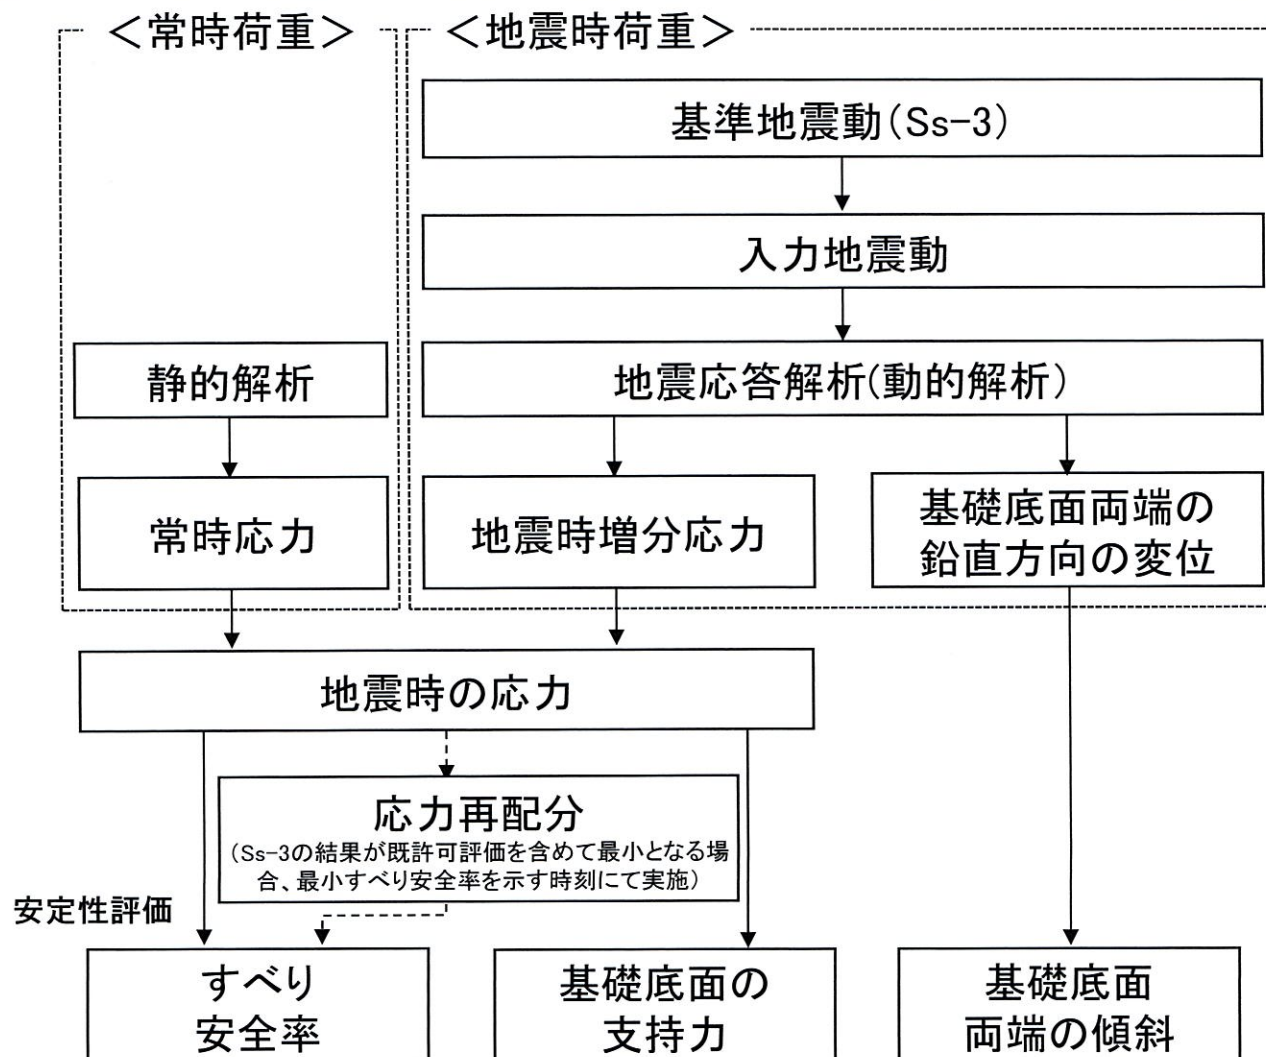 ＜常時荷重＞
＜地震時荷重＞
基準地震動(Ss-3)
入力地震動
静的解析
地震応答解析(動的解析)
常時応力
地震時増分応力
基礎底面両端の
鉛直方向の変位
地震時の応力
応力再配分
(Ss-3の結果が既許可評価を含めて最小となる場
合、最小すべり安全率を示す時刻にて実施)
安定性評価
すべり
安全率
基礎底面の
支持力
基礎底面
両端の傾斜